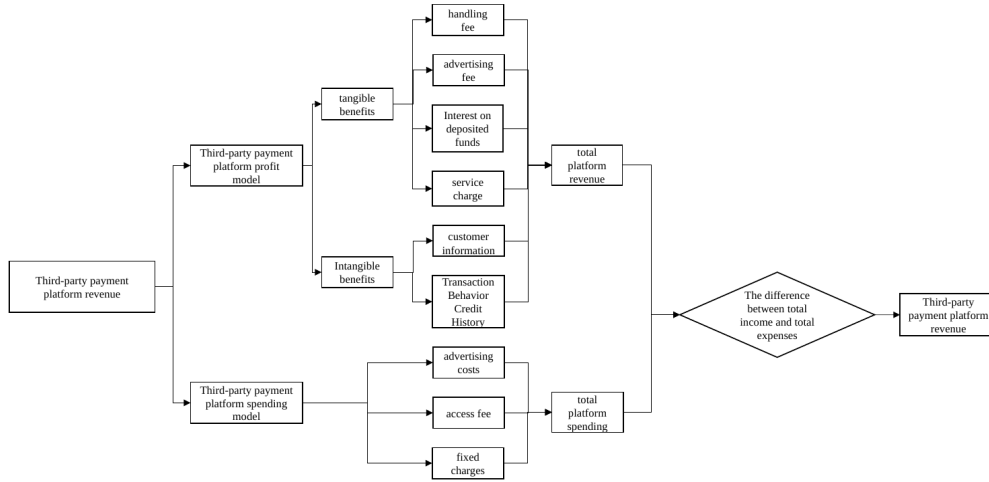 Third-party payment
platform revenue
Third-party payment
platform profit
model
Third-party payment
platform spending
model
tangible
benefits
Intangible
benefits
handling
fee
advertising
fee
Interest on
deposited
funds
service
charge
customer
information
Transaction
Behavior
Credit
History
advertising
costs
access fee
fixed
charges
total
platform
revenue
total
platform
spending
The difference
between total
income and total
expenses
Third-party
payment platform
revenue